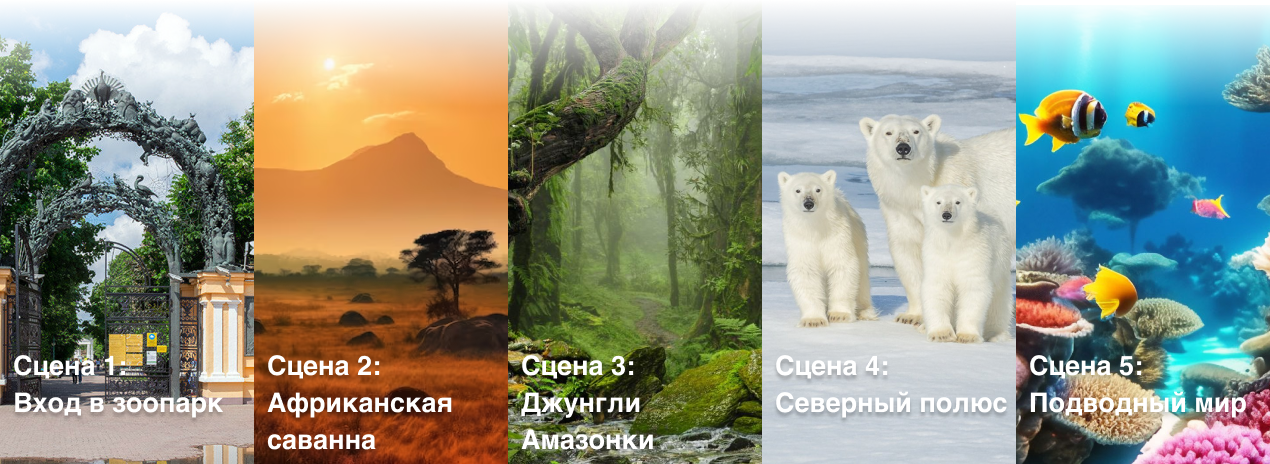 Сцена 1:
Вход в зоопарк
Сцена 2:
Африканская
саванна
Сцена 3:
Джунгли
Амазонки
Сцена 4:
Северный полюс
Сцена 5:
Подводный мир